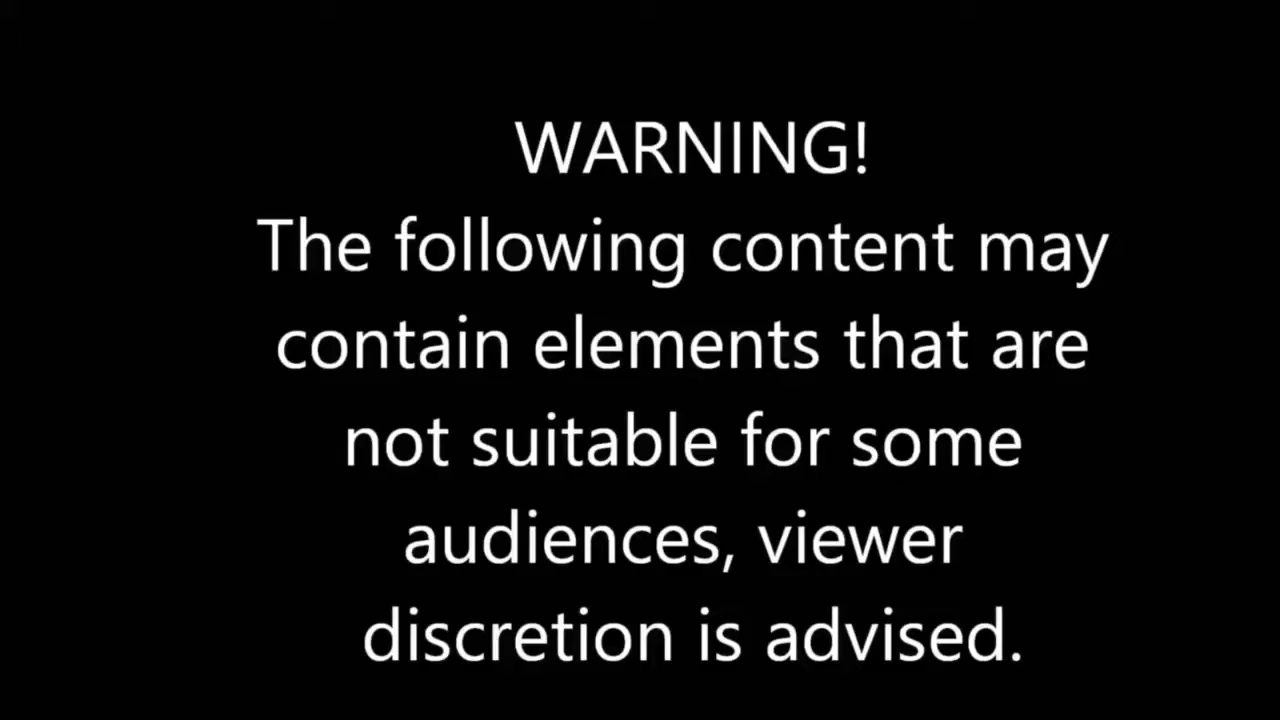 WARNING!
The following content may
contain elements that are
not suitable for some
audiences, viewer
discretion is advised.